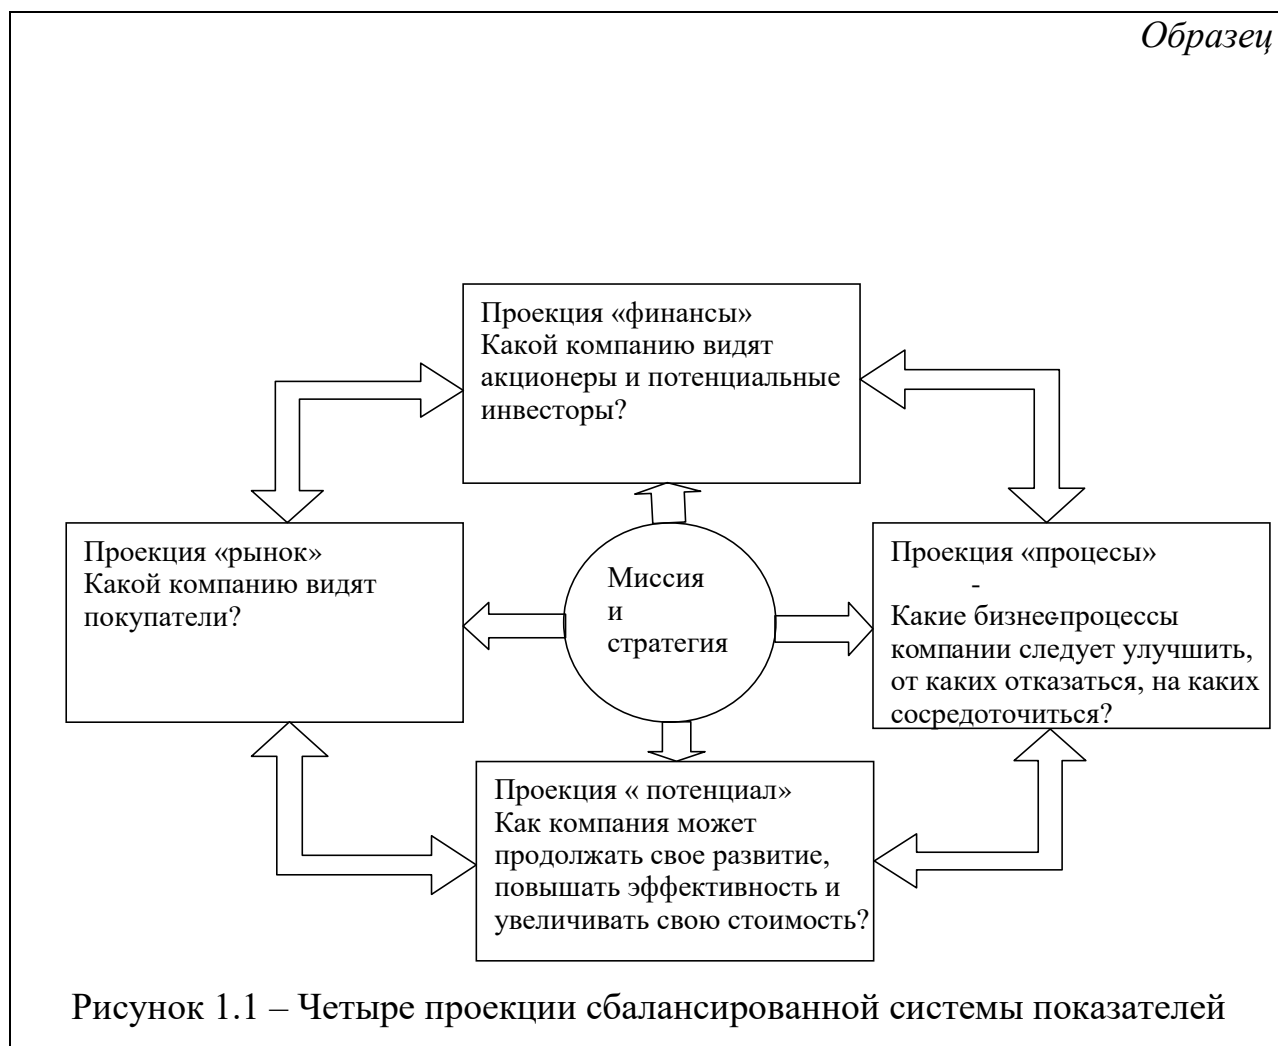 Образец
Проекция «финансы»
Какой компанию видят
акционеры и потенциальные
инвесторы?
Проекция «рынок»
Какой компанию видят
покупатели?
Миссия
и
стратегия
Проекция «процесы»
-
Какие бизнес-процессы
компании следует улучшить,
от каких отказаться, на каких
сосредоточиться?
Проекция « потенциал»
Как компания может
продолжать свое развитие,
повышать эффективность и
увеличивать свою стоимость?
Рисунок 1.1 – Четыре проекции сбалансированной системы показателей